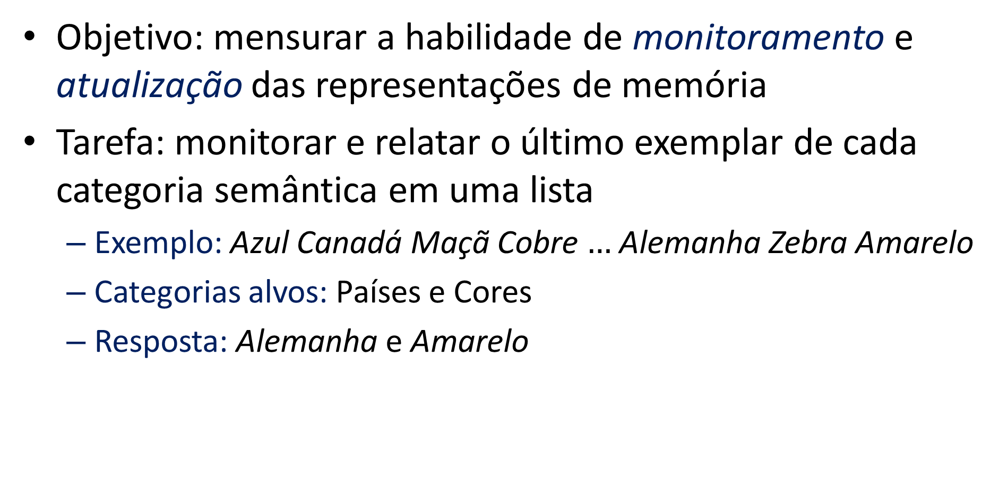 • Objetivo: mensurar a habilidade de monitoramento e
atualização das representações de memória
• Tarefa: monitorar e relatar o último exemplar de cada
categoria semântica em uma lista
– Exemplo: Azul Canadá Maçã Cobre ... Alemanha Zebra Amarelo
– Categorias alvos: Países e Cores
– Resposta: Alemanha e Amarelo